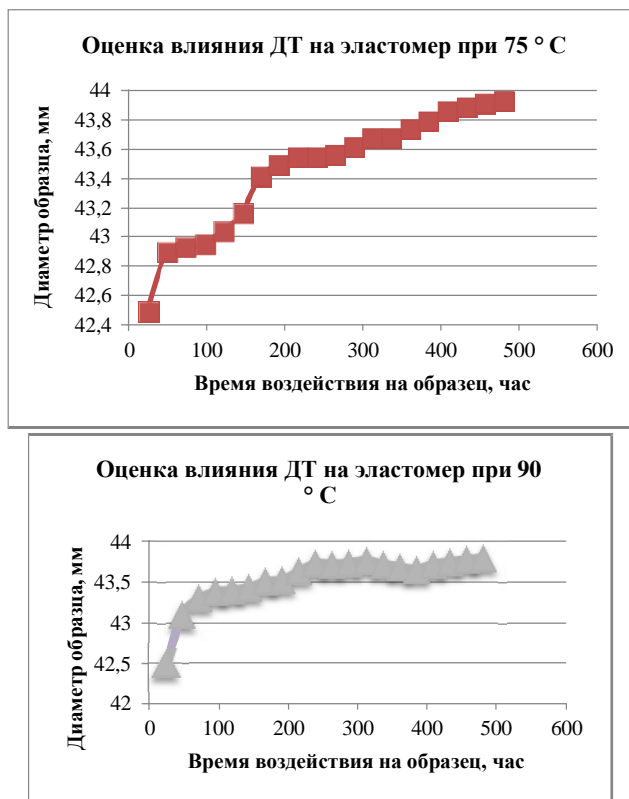 Оценка влияния ДТ на эластомер при 75 ° С
Диаметр образца, мм
44
43,8
43,6
43,4
43,2
43
42,8
42,6
42,4
0 100 200 300 400 500 600
Время воздействия на образец, час
Оценка влияния ДТ на эластомер при 90
° С
Диаметр образца, мм
44
43,5
43
42,5
42
0 100 200 300 400 500 600
Время воздействия на образец, час